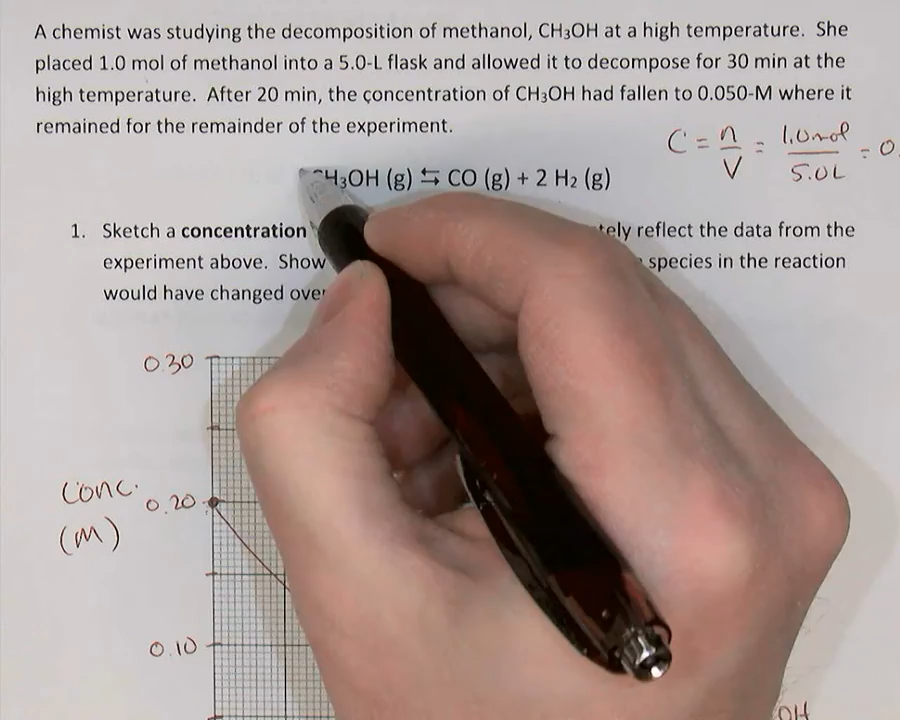 A chemist was studying the decomposition of methanol, CH₃OH at a high temperature. She
placed 1.0 mol of methanol into a 5.0-L flask and allowed it to decompose for 30 min at the
high temperature. After 20 min, the concentration of CH₃OH had fallen to 0.050-M where it
remained for the remainder of the experiment.
C = n/V = 1.0mol/5.0L = 0.
H₃OH (g) ⇆ CO (g) + 2 H₂ (g)
1. Sketch a concentration tely reflect the data from the
experiment above. Show species in the reaction
would have changed over
0.30
Conc.
0.20
(M)
0.10
OH